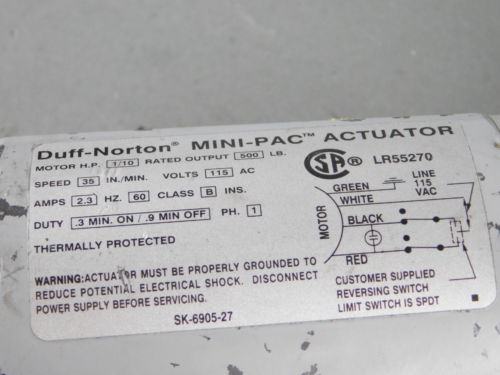 Duff-Norton® MINI-PAC™ ACTUATOR
MOTOR H.P. 1/10 RATED OUTPUT 500 LB.
SPEED 35 IN./MIN. VOLTS 115 AC
AMPS 2.3 HZ. 60 CLASS B INS.
DUTY .3 MIN. ON / .9 MIN OFF PH. 1
THERMALLY PROTECTED
WARNING: ACTUATOR MUST BE PROPERLY GROUNDED TO
REDUCE POTENTIAL ELECTRICAL SHOCK. DISCONNECT
POWER SUPPLY BEFORE SERVICING.
SK-6905-27
SA ® LR55270
MOTOR
GREEN
WHITE
BLACK
RED
LINE
115
VAC
CUSTOMER SUPPLIED
REVERSING SWITCH
LIMIT SWITCH IS SPDT